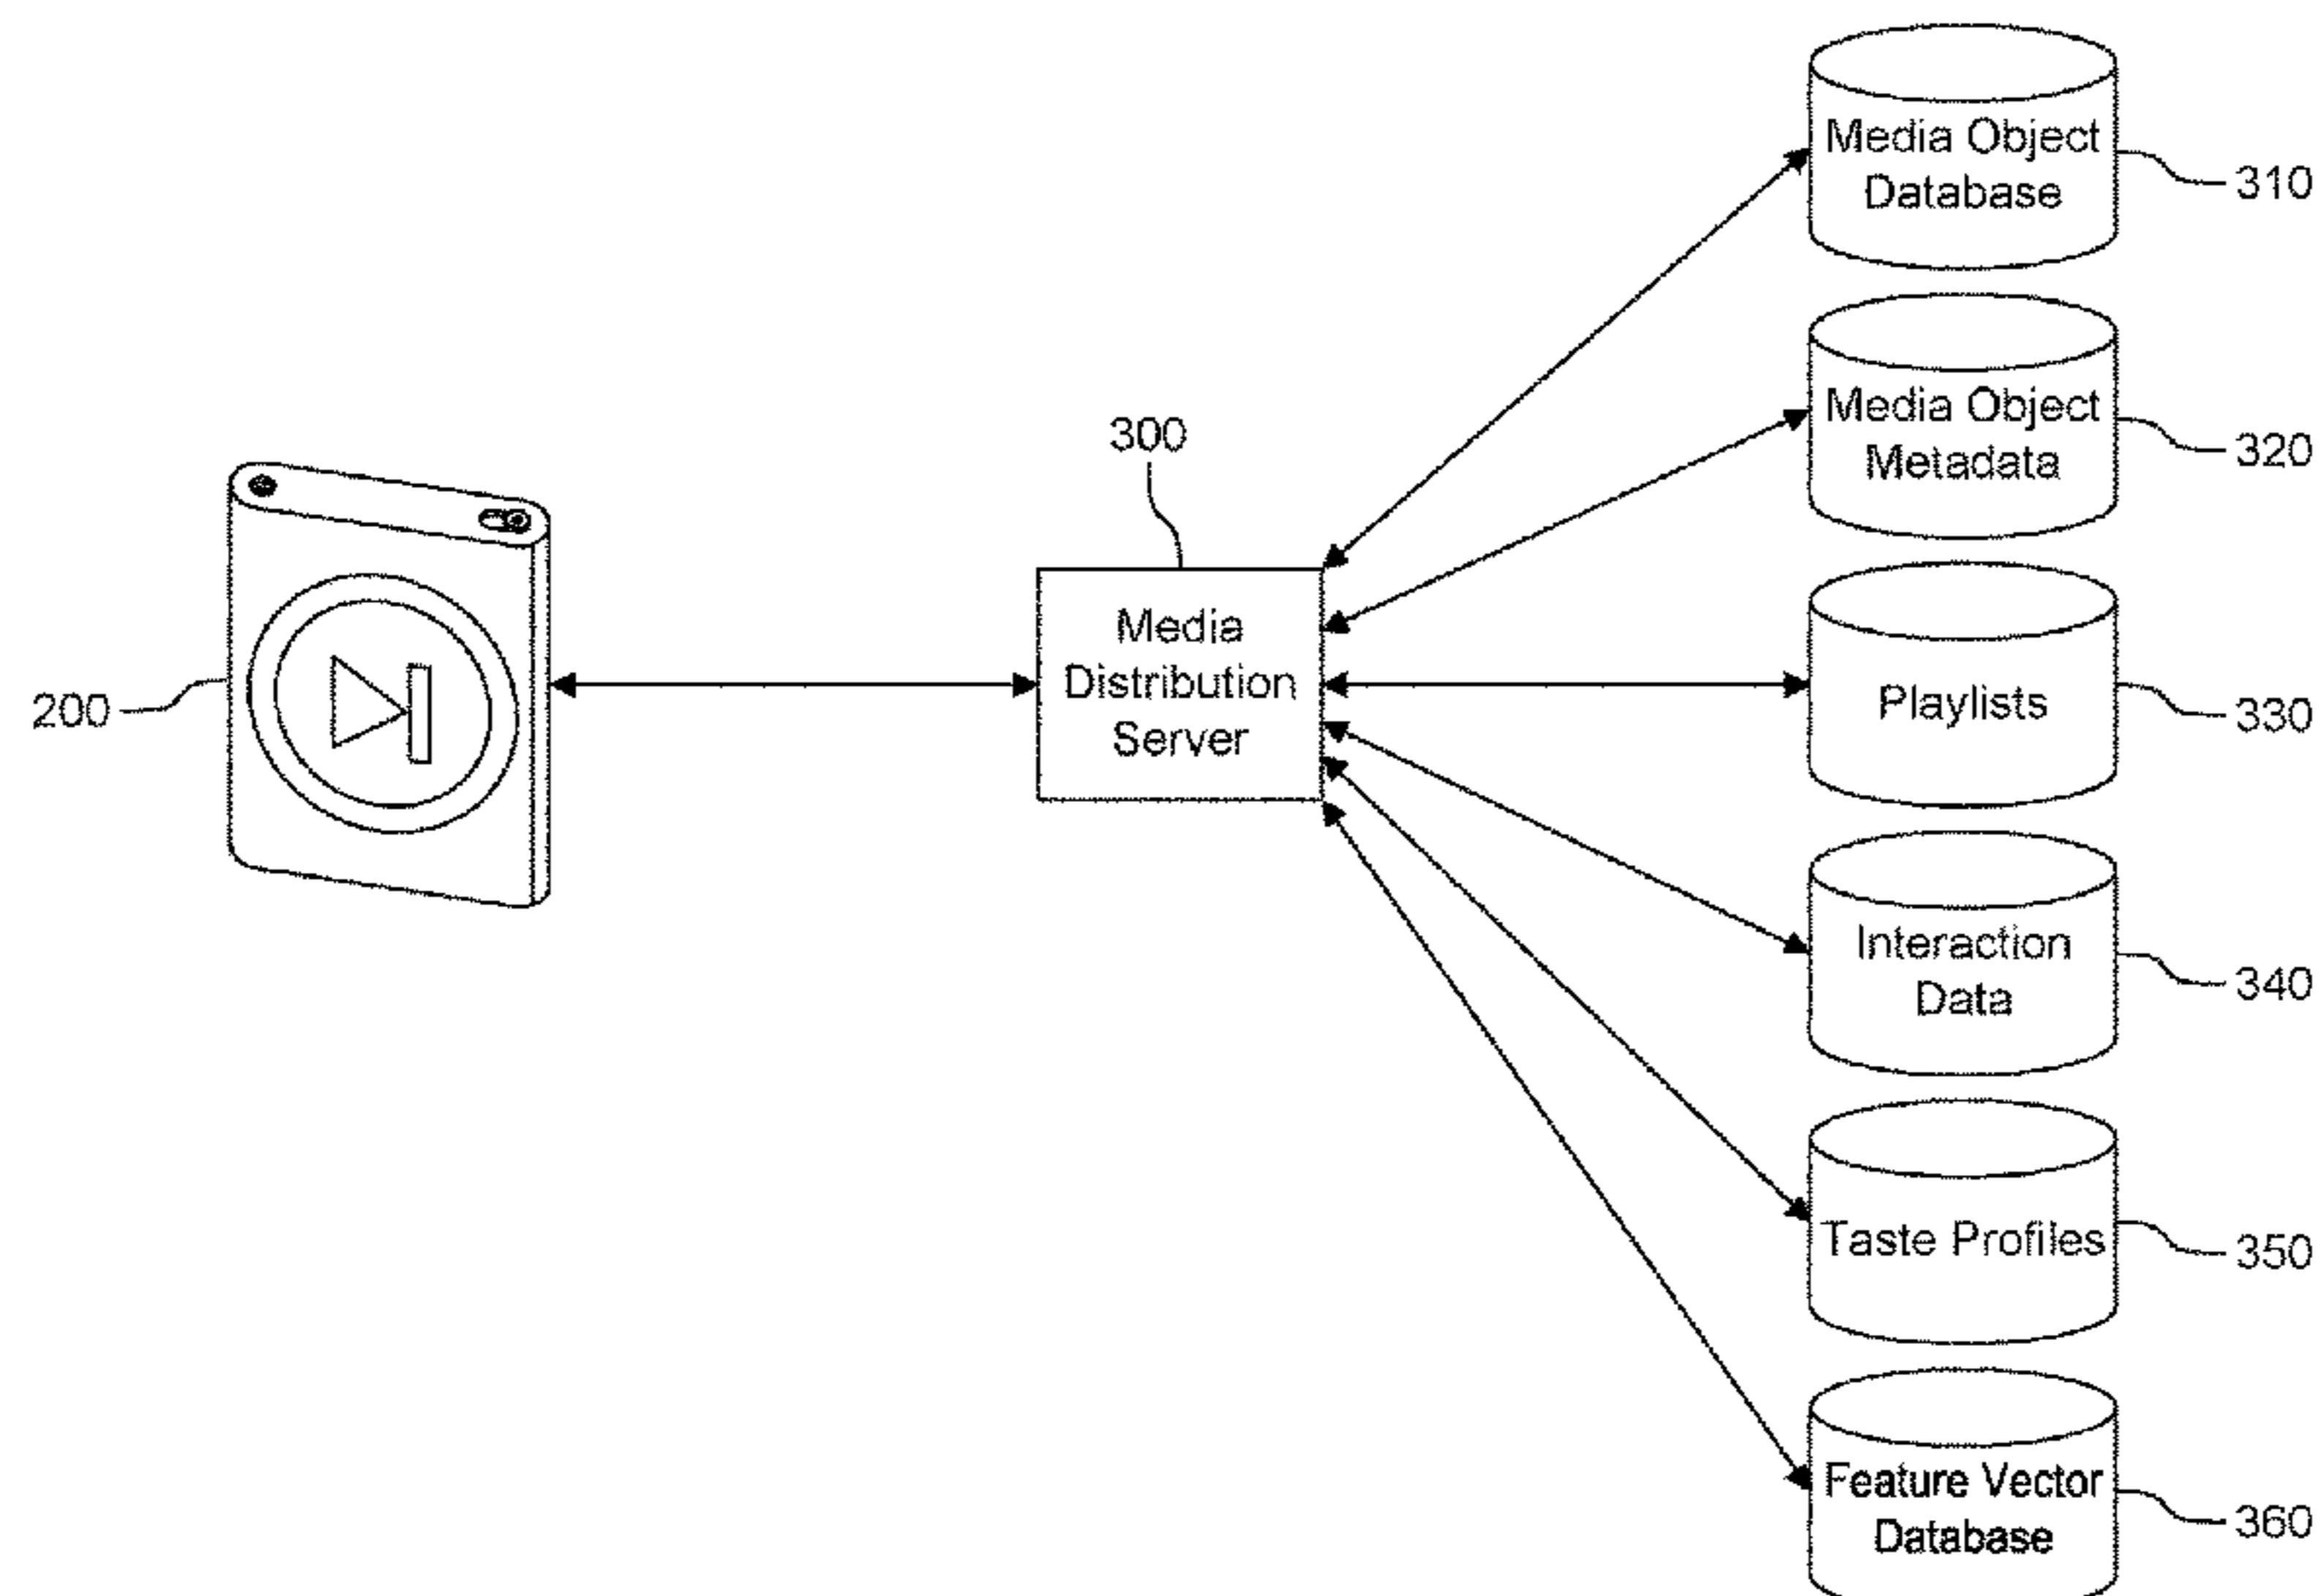 Media Object
Database
310
Media Object
Metadata
320
300
Media
Distribution
Server
200
Playlists
330
Interaction
Data
340
Taste Profiles
350
Feature Vector
Database
360